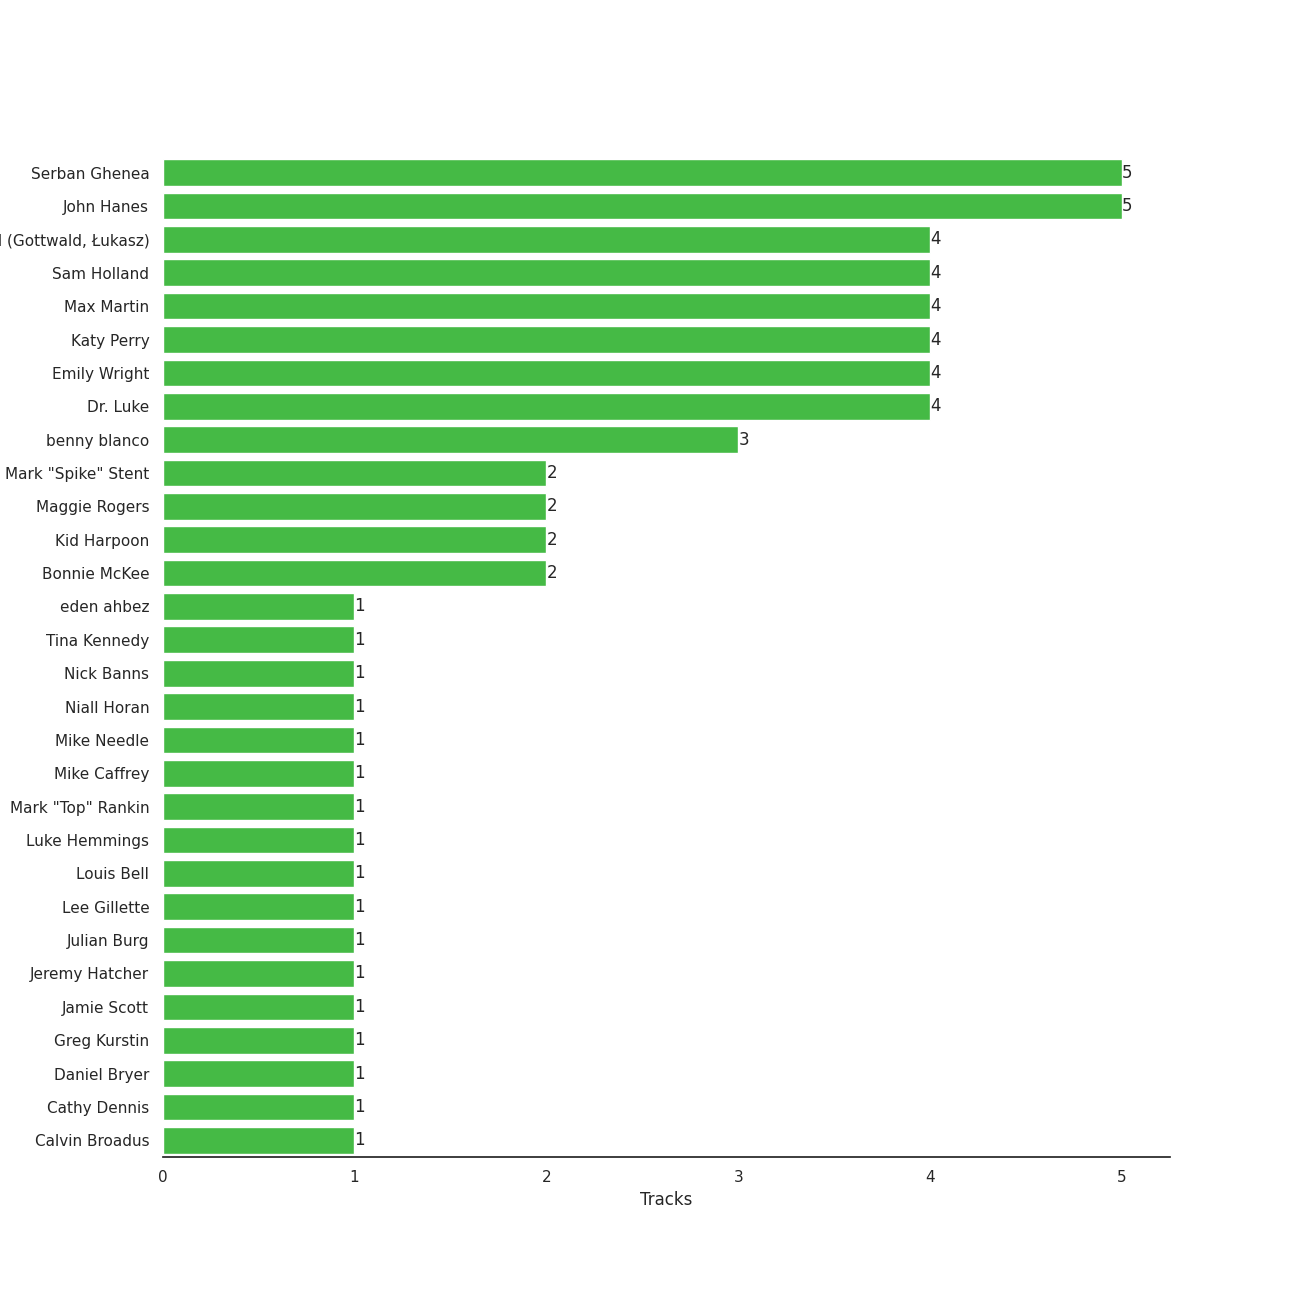 Serban Ghenea 5
John Hanes 5
(Gottwald, Łukasz) 4
Sam Holland 4
Max Martin 4
Katy Perry 4
Emily Wright 4
Dr. Luke 4
benny blanco 3
Mark "Spike" Stent 2
Maggie Rogers 2
Kid Harpoon 2
Bonnie McKee 2
eden ahbez 1
Tina Kennedy 1
Nick Banns 1
Niall Horan 1
Mike Needle 1
Mike Caffrey 1
Mark "Top" Rankin 1
Luke Hemmings 1
Louis Bell 1
Lee Gillette 1
Julian Burg 1
Jeremy Hatcher 1
Jamie Scott 1
Greg Kurstin 1
Daniel Bryer 1
Cathy Dennis 1
Calvin Broadus 1
0 1 2 3 4 5
Tracks